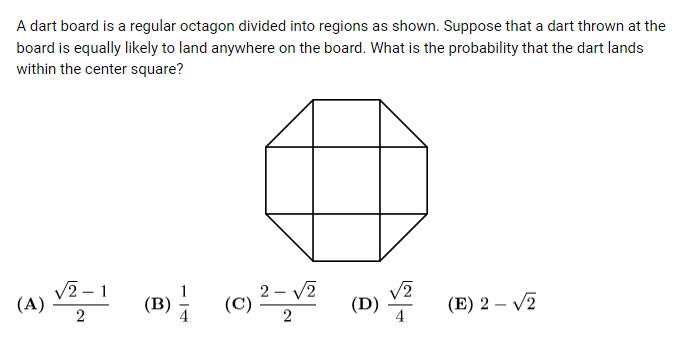 A dart board is a regular octagon divided into regions as shown. Suppose that a dart thrown at the
board is equally likely to land anywhere on the board. What is the probability that the dart lands
within the center square?
(A) \frac{\sqrt{2} - 1}{2} (B) \frac{1}{4} (C) \frac{2 - \sqrt{2}}{2} (D) \frac{\sqrt{2}}{4} (E) 2 - \sqrt{2}